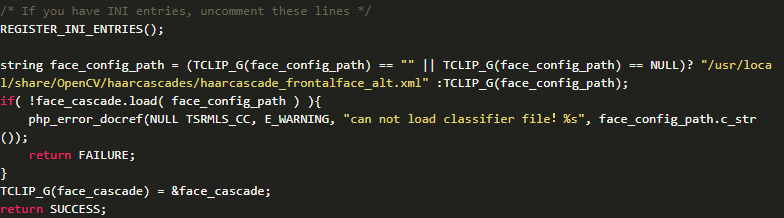 /* If you have INI entries, uncomment these lines */
REGISTER_INI_ENTRIES();

string face_config_path = (TCLIP_G(face_config_path) == "" || TCLIP_G(face_config_path) == NULL)? "/usr/loca
l/share/OpenCV/haarcascades/haarcascade_frontalface_alt.xml" :TCLIP_G(face_config_path);
if( !face_cascade.load( face_config_path ) ){
    php_error_docref(NULL TSRMLS_CC, E_WARNING, "can not load classifier file！%s", face_config_path.c_str
());
    return FAILURE;
}
TCLIP_G(face_cascade) = &face_cascade;
return SUCCESS;